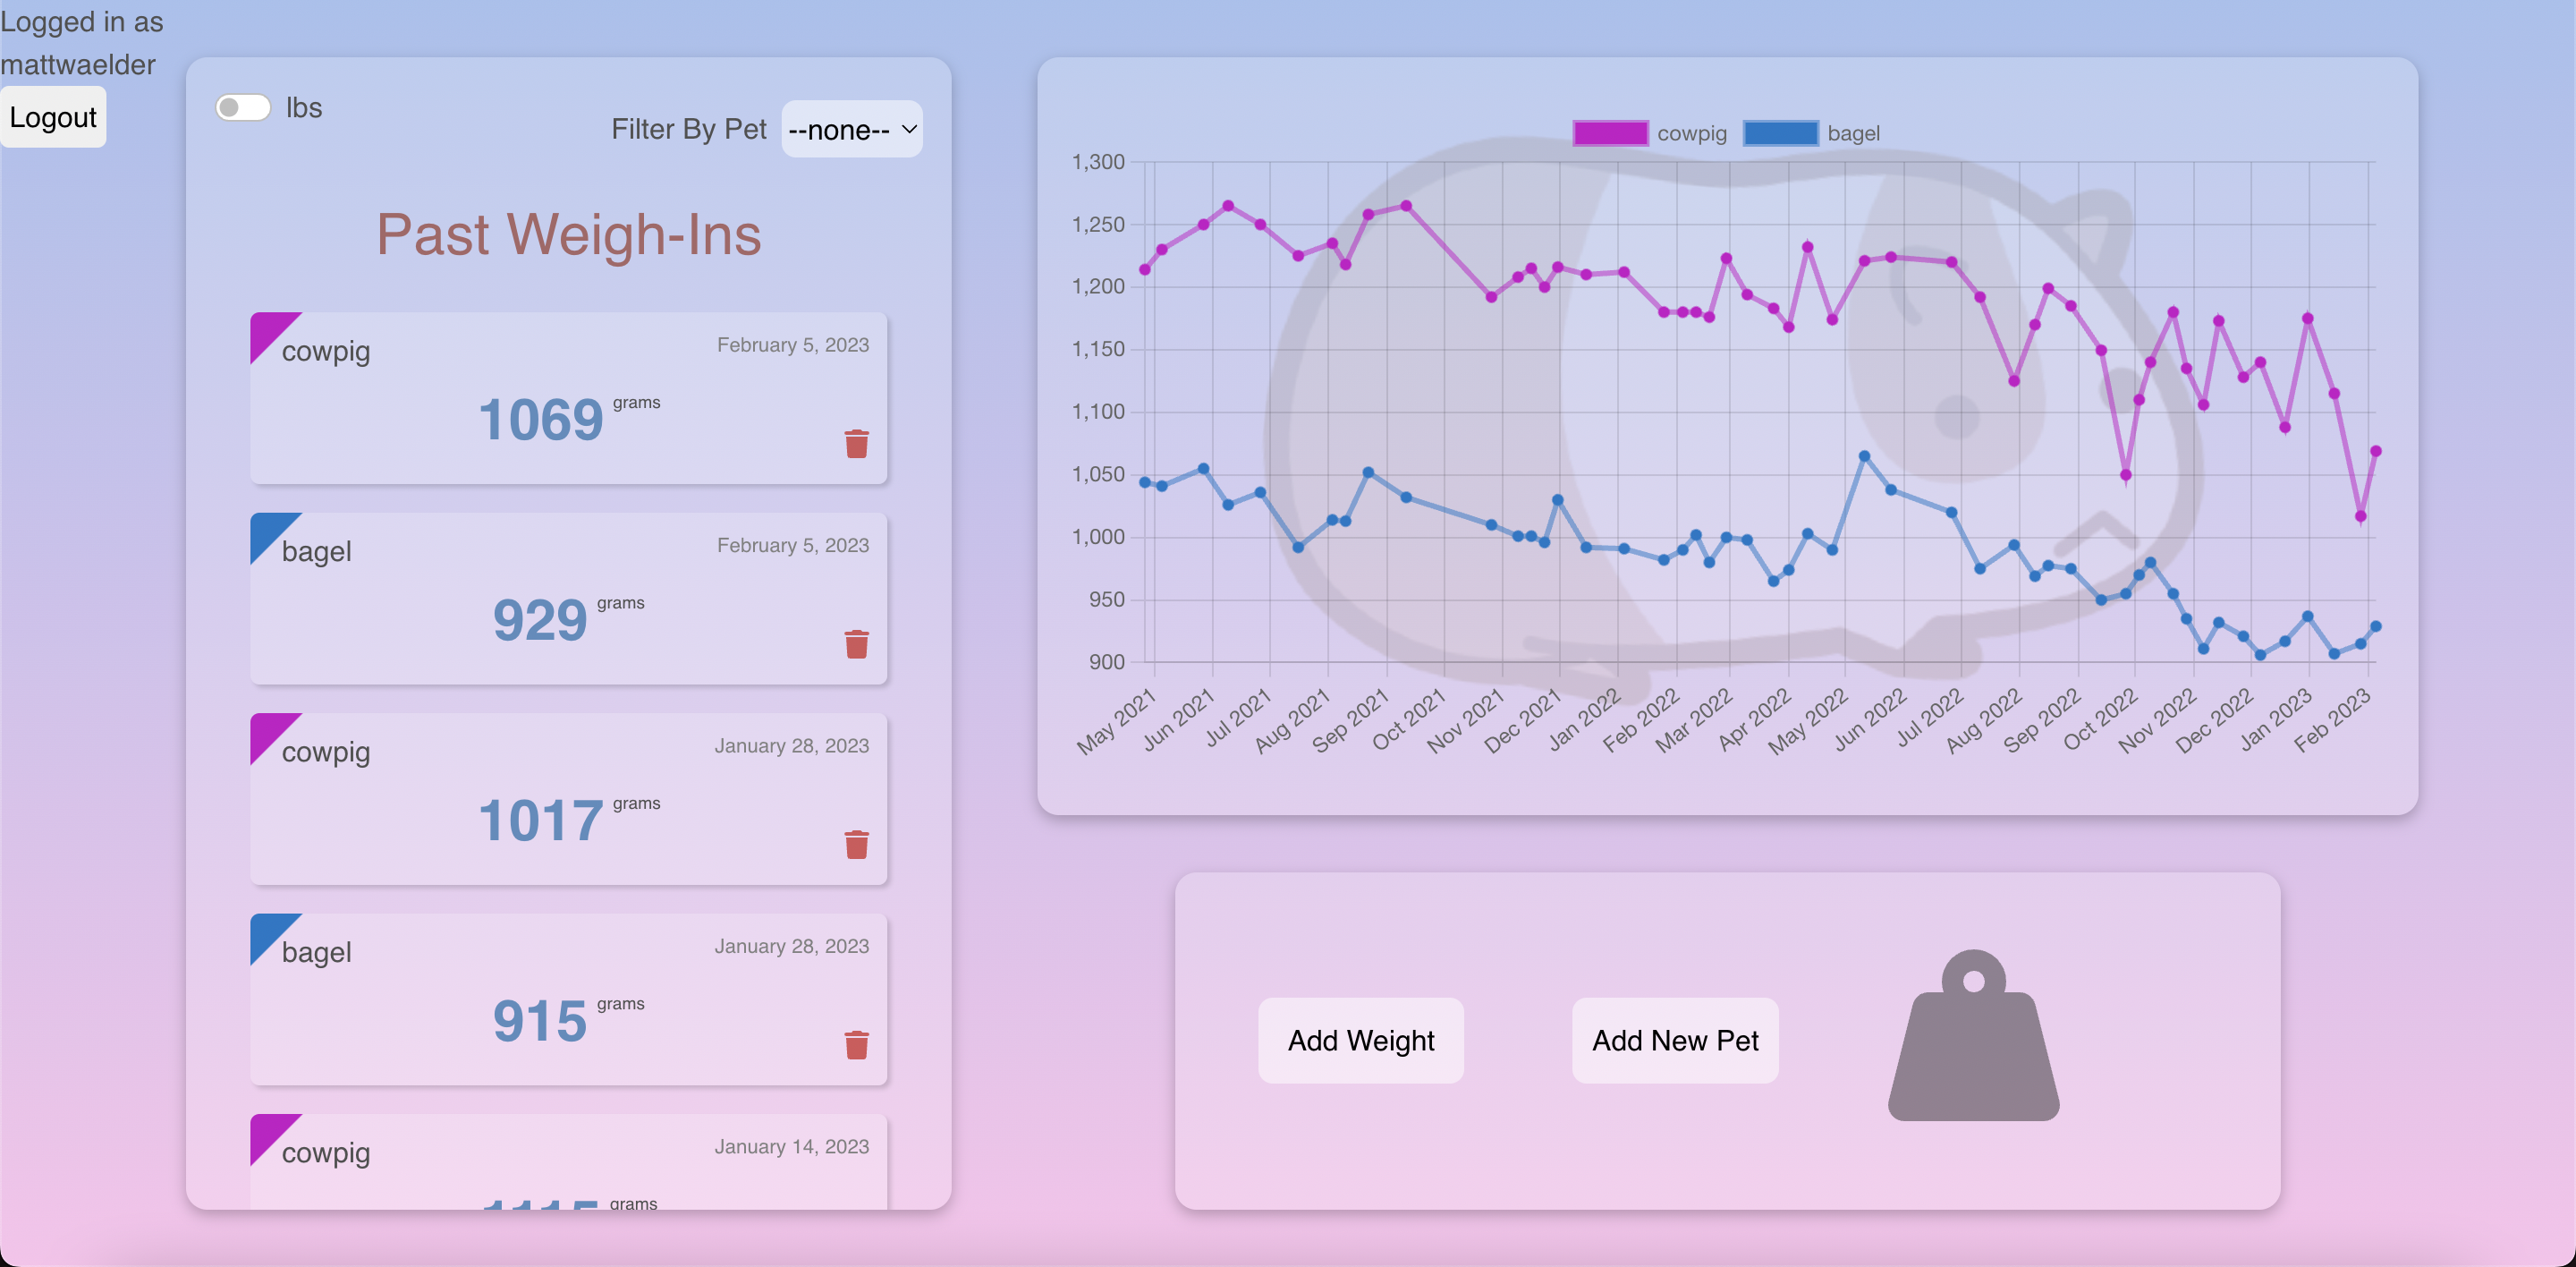 Logged in as
mattwaelder
Logout
lbs
Filter By Pet --none--
Past Weigh-Ins
cowpig
February 5, 2023
1069 grams
bagel
February 5, 2023
929 grams
cowpig
January 28, 2023
1017 grams
bagel
January 28, 2023
915 grams
cowpig
January 14, 2023
1115 grams
cowpig bagel
1,300
1,250
1,200
1,150
1,100
1,050
1,000
950
900
May 2021
Jun 2021
Jul 2021
Aug 2021
Sep 2021
Oct 2021
Nov 2021
Dec 2021
Jan 2022
Feb 2022
Mar 2022
Apr 2022
May 2022
Jun 2022
Jul 2022
Aug 2022
Sep 2022
Oct 2022
Nov 2022
Dec 2022
Jan 2023
Feb 2023
Add Weight
Add New Pet